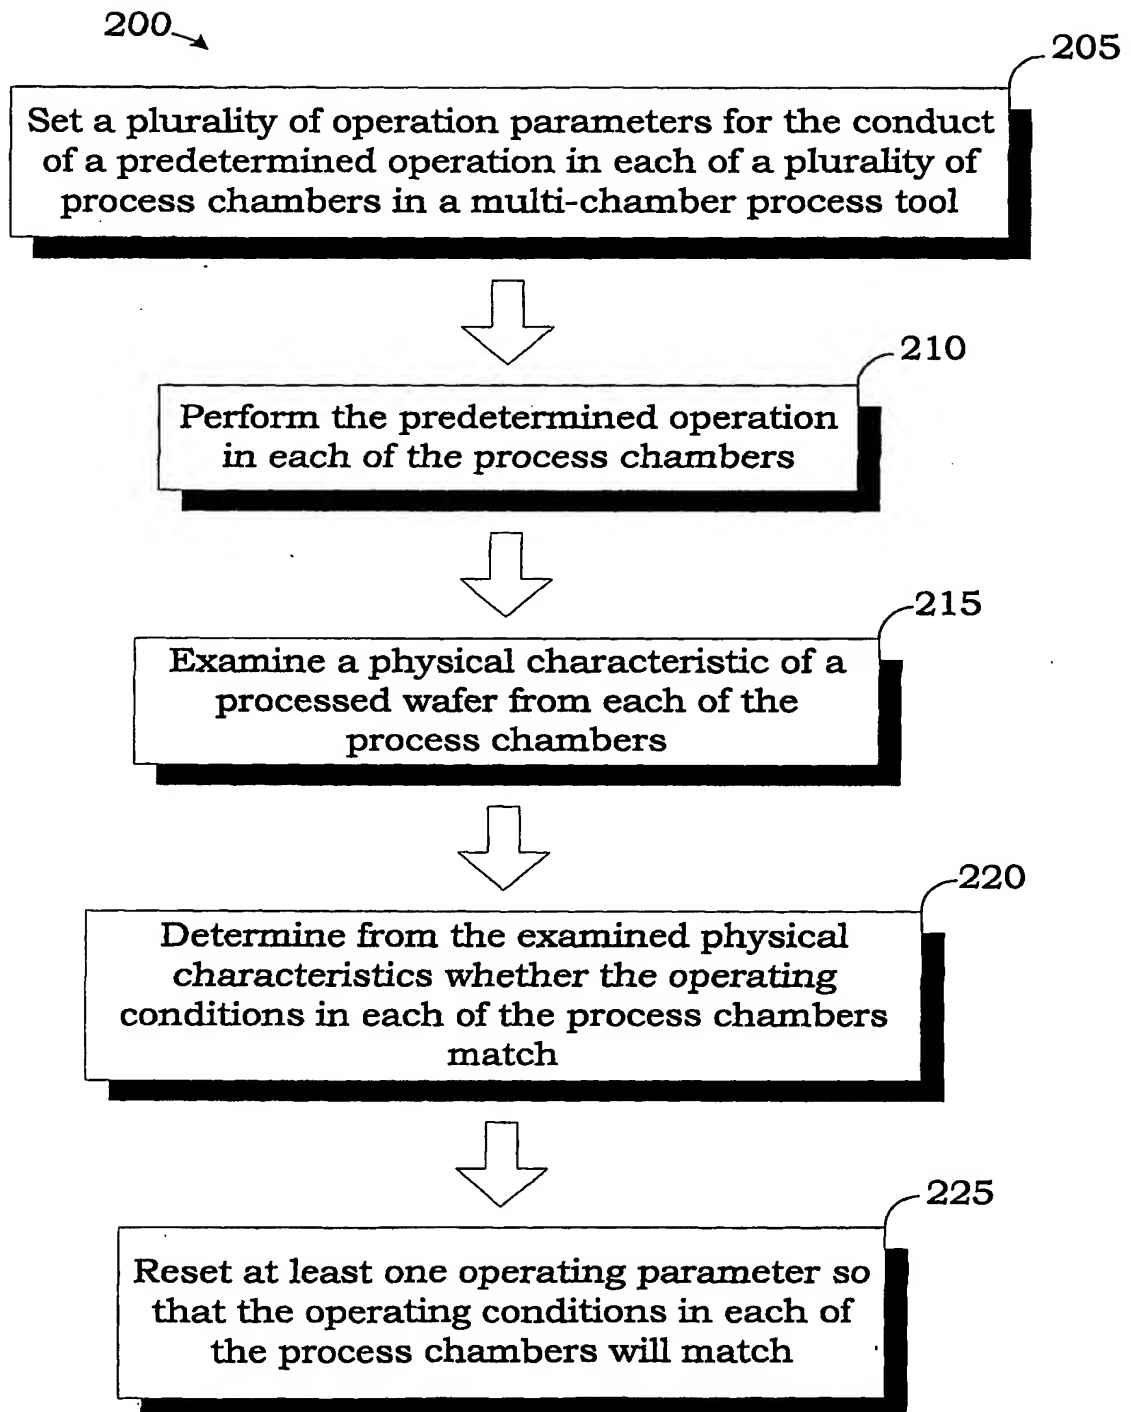 200
205
Set a plurality of operation parameters for the conduct
of a predetermined operation in each of a plurality of
process chambers in a multi-chamber process tool
210
Perform the predetermined operation
in each of the process chambers
215
Examine a physical characteristic of a
processed wafer from each of the
process chambers
220
Determine from the examined physical
characteristics whether the operating
conditions in each of the process chambers
match
225
Reset at least one operating parameter so
that the operating conditions in each of
the process chambers will match